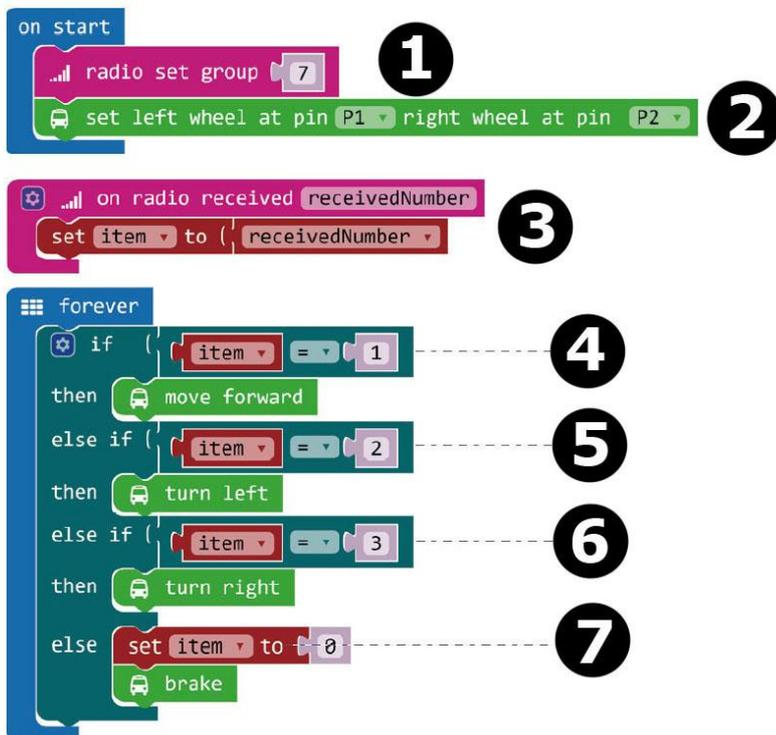 on start
radio set group 7
1
set left wheel at pin P1 right wheel at pin P2
2
on radio received receivedNumber
set item to ( receivedNumber
3
forever
if ( item = 1
4
then move forward
else if ( item = 2
5
then turn left
else if ( item = 3
6
then turn right
else set item to 0
7
brake